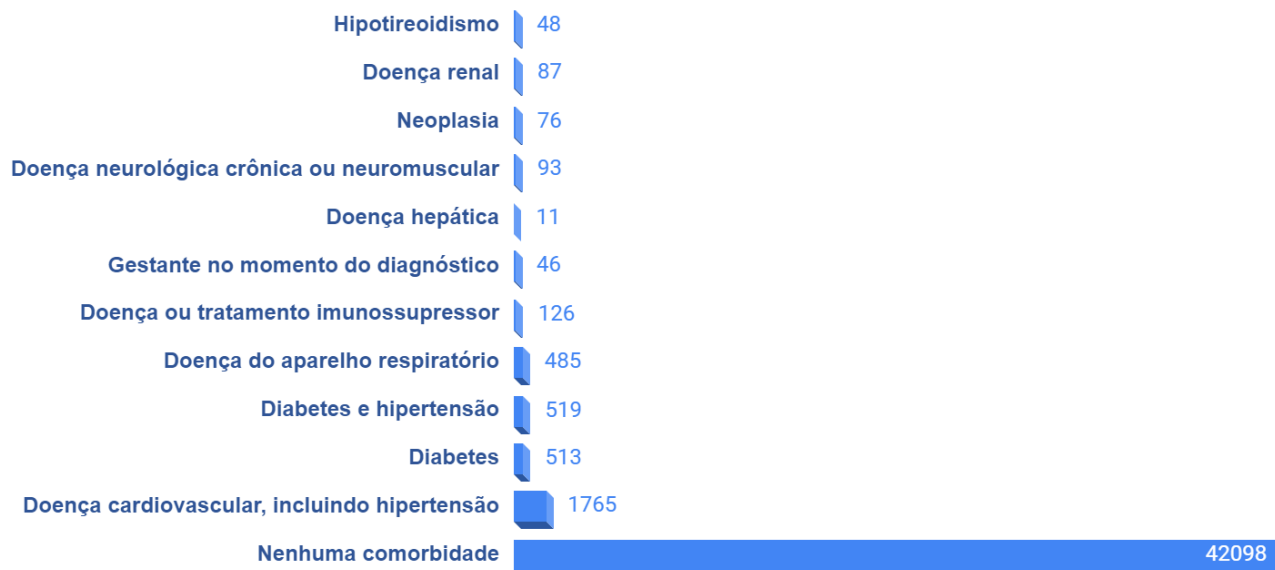 Hipotireoidismo 48
Doença renal 87
Neoplasia 76
Doença neurológica crônica ou neuromuscular 93
Doença hepática 11
Gestante no momento do diagnóstico 46
Doença ou tratamento imunossupressor 126
Doença do aparelho respiratório 485
Diabetes e hipertensão 519
Diabetes 513
Doença cardiovascular, incluindo hipertensão 1765
Nenhuma comorbidade 42098